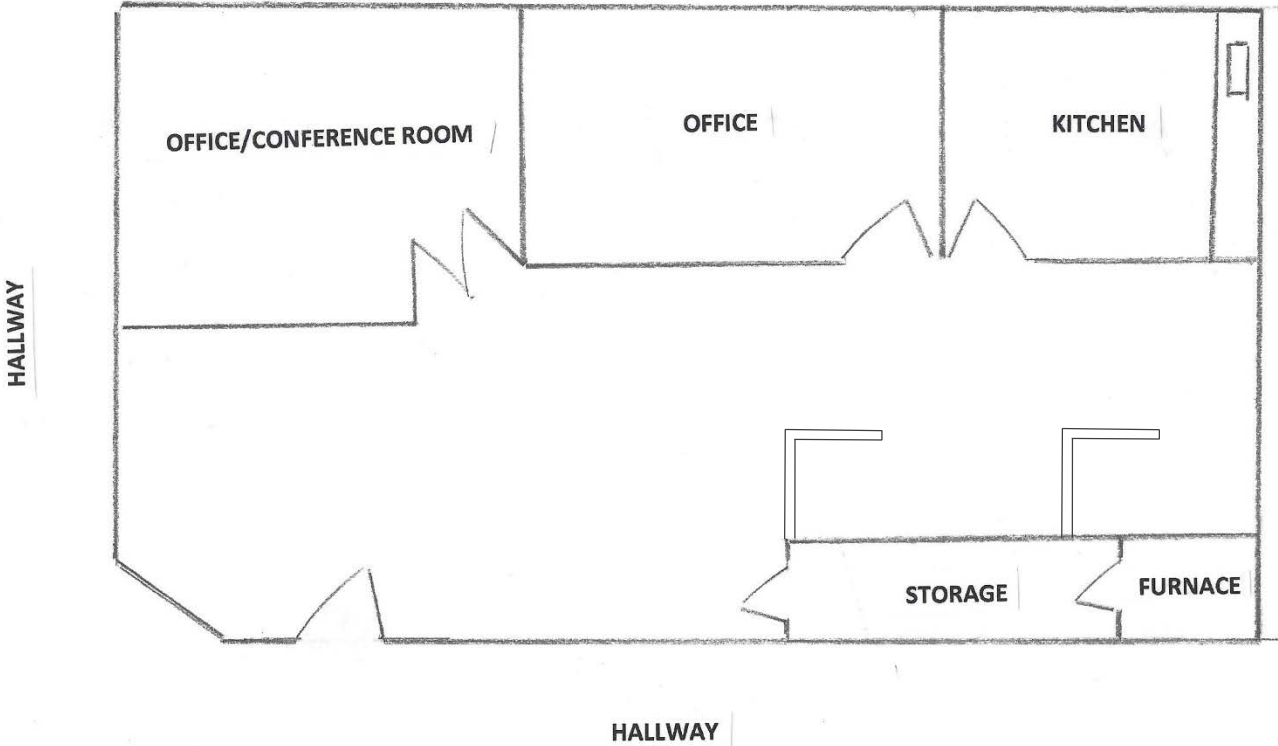 OFFICE/CONFERENCE ROOM
OFFICE
KITCHEN
HALLWAY
STORAGE
FURNACE
HALLWAY